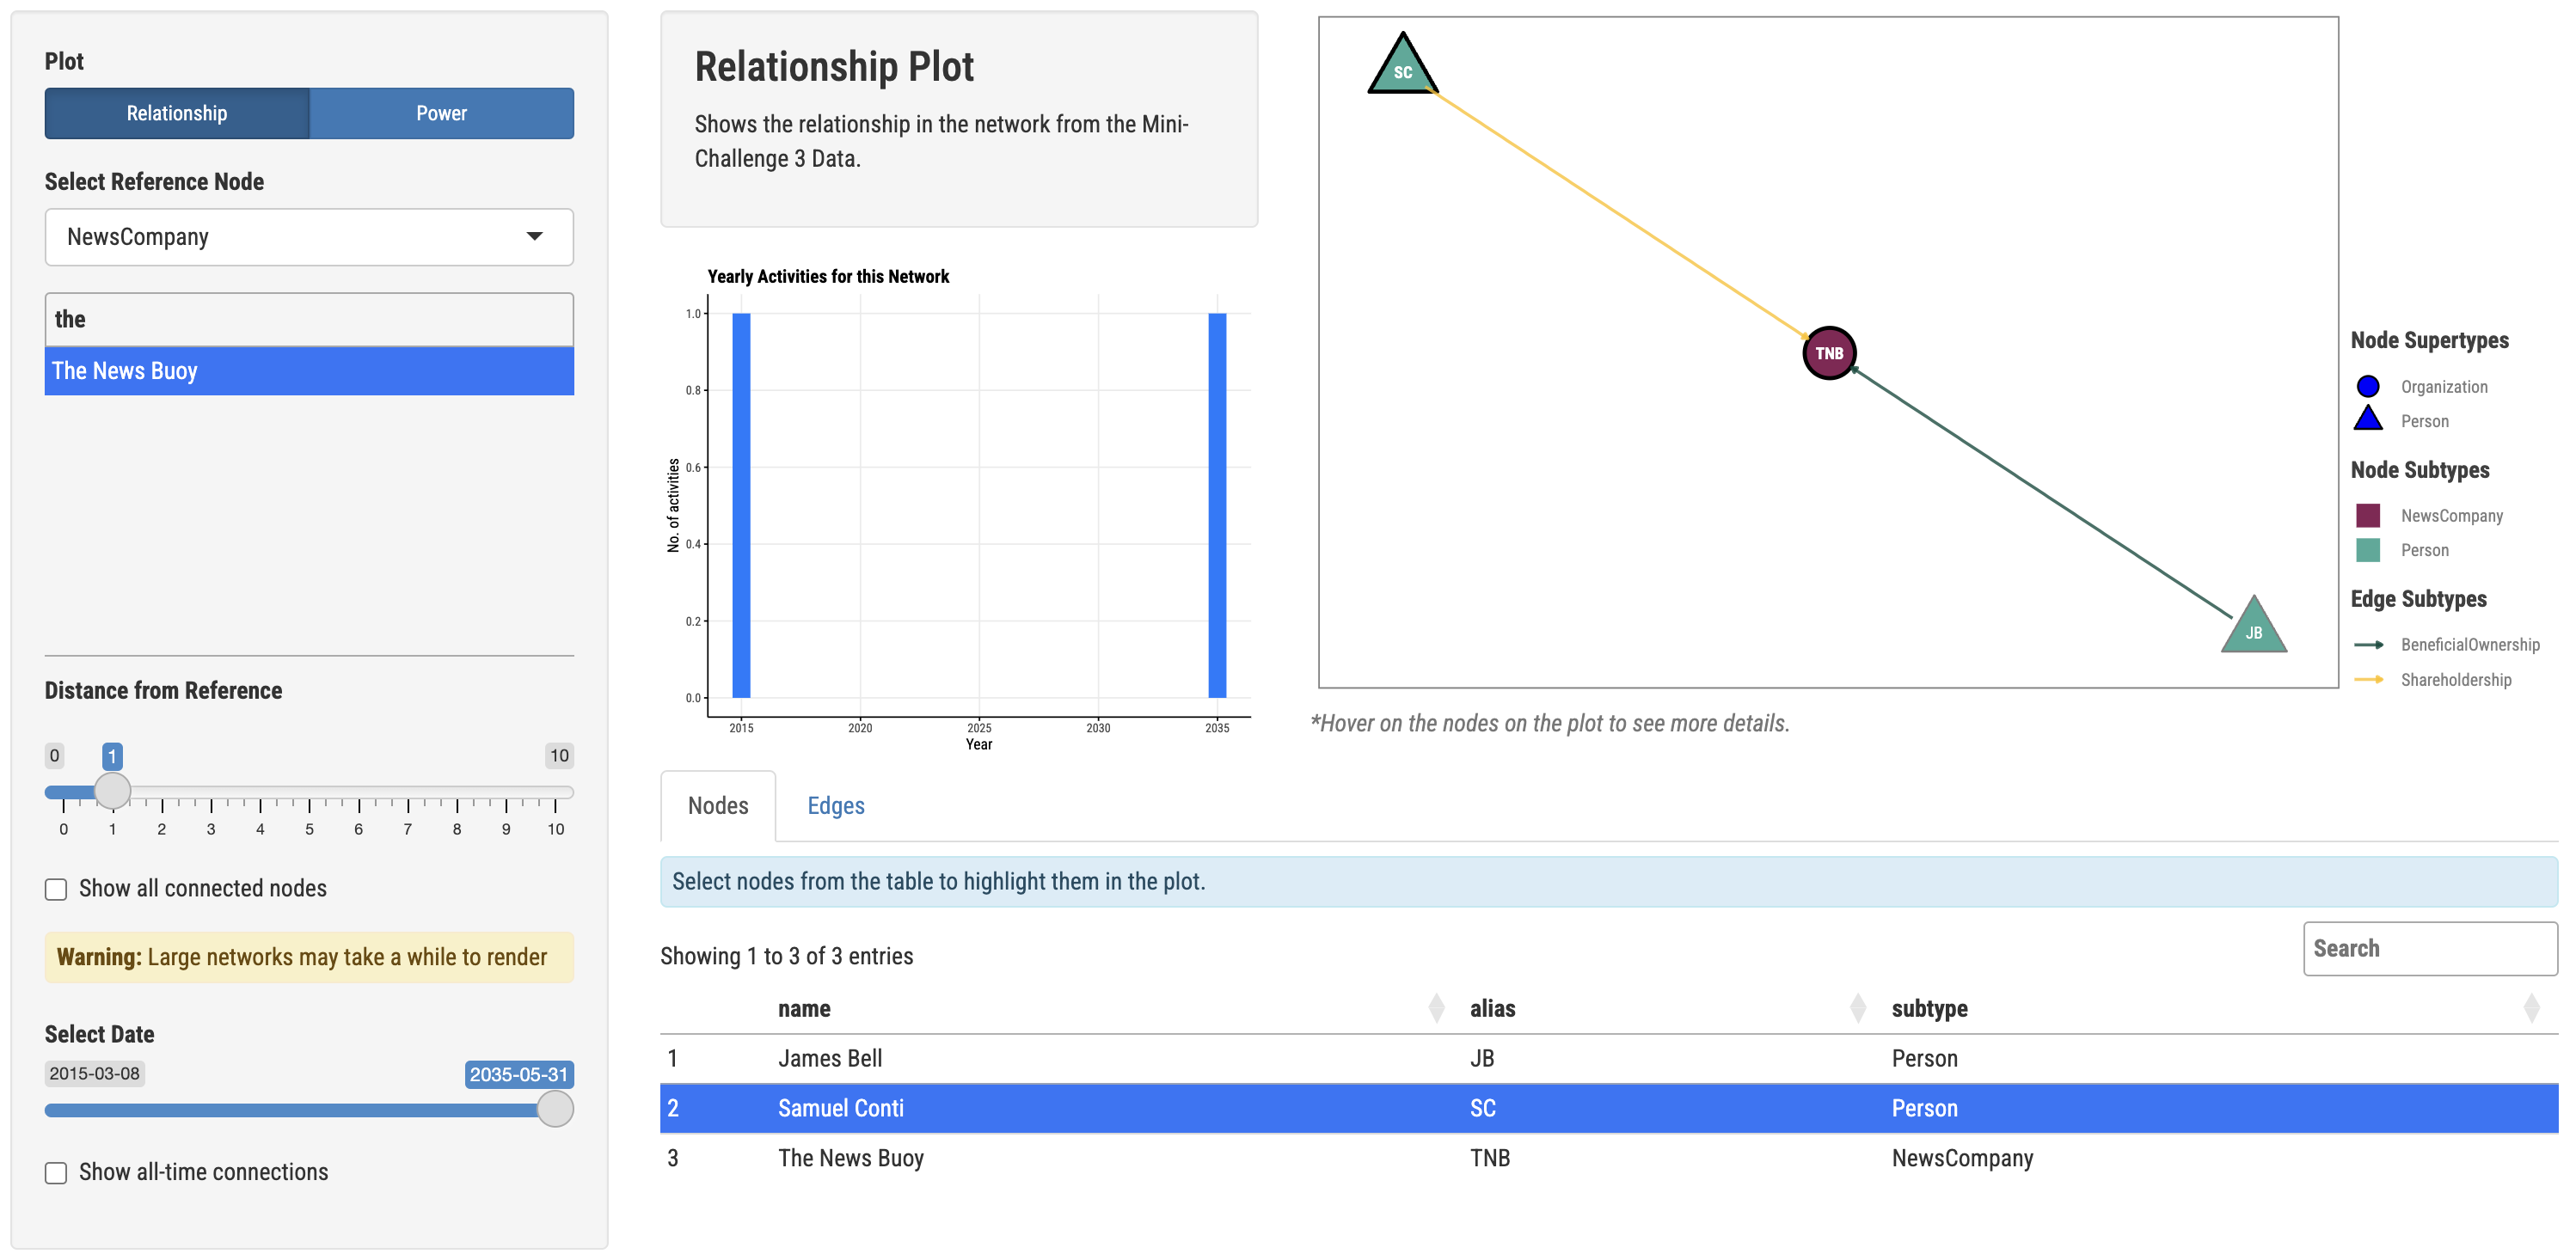 Plot
Relationship
Power
Select Reference Node
NewsCompany
the
The News Buoy
Distance from Reference
0
1
10
0 1 2 3 4 5 6 7 8 9 10
Show all connected nodes
Warning: Large networks may take a while to render
Select Date
2015-03-08
2035-05-31
Show all-time connections
Relationship Plot
Shows the relationship in the network from the Mini-
Challenge 3 Data.
Yearly Activities for this Network
No. of activities
1.0
0.8
0.6
0.4
0.2
0.0
2015 2020 2025 2030 2035
Year
SC
TNB
JB
*Hover on the nodes on the plot to see more details.
Node Supertypes
Organization
Person
Node Subtypes
NewsCompany
Person
Edge Subtypes
BeneficialOwnership
Shareholdership
Nodes
Edges
Select nodes from the table to highlight them in the plot.
Showing 1 to 3 of 3 entries
Search
name alias subtype
1 James Bell JB Person
2 Samuel Conti SC Person
3 The News Buoy TNB NewsCompany